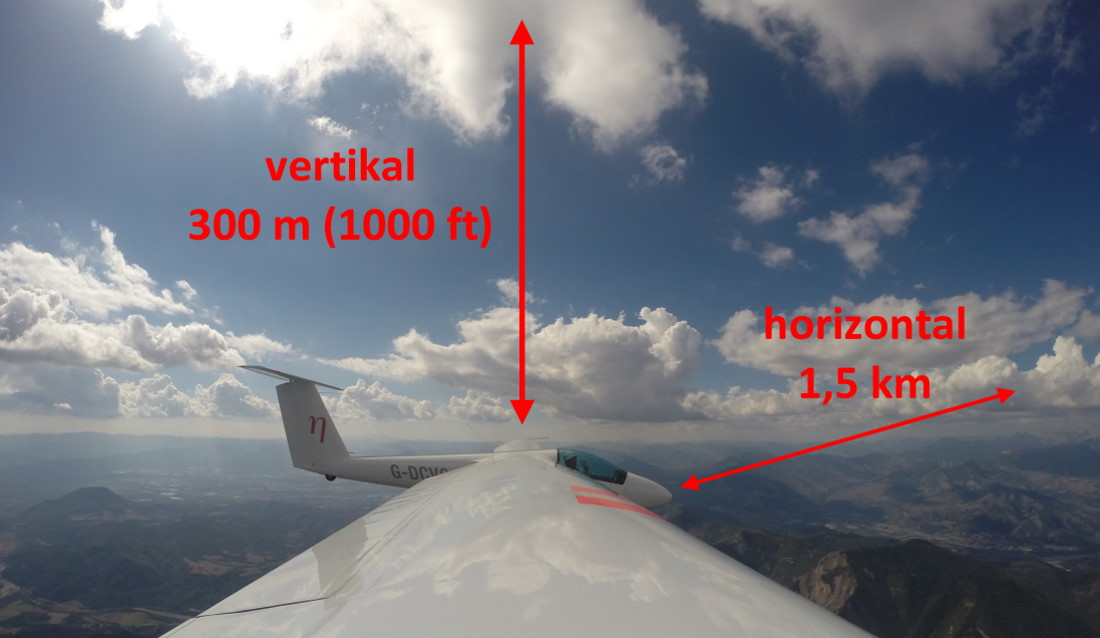 vertikal
300 m (1000 ft)
horizontal
1,5 km
η